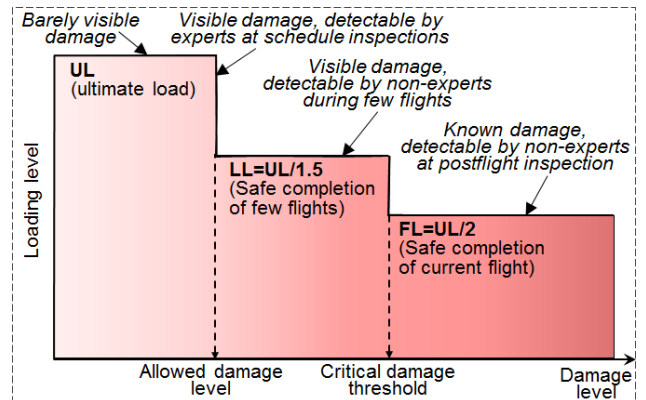 Barely visible
damage
Visible damage, detectable by
experts at schedule inspections
UL
(ultimate load)
Visible damage,
detectable by non-experts
during few flights
Known damage,
detectable by non-experts
at postflight inspection
LL=UL/1.5
(Safe completion
of few flights)
FL=UL/2
(Safe completion
of current flight)
Loading level
Allowed damage
level
Critical damage
threshold
Damage
level